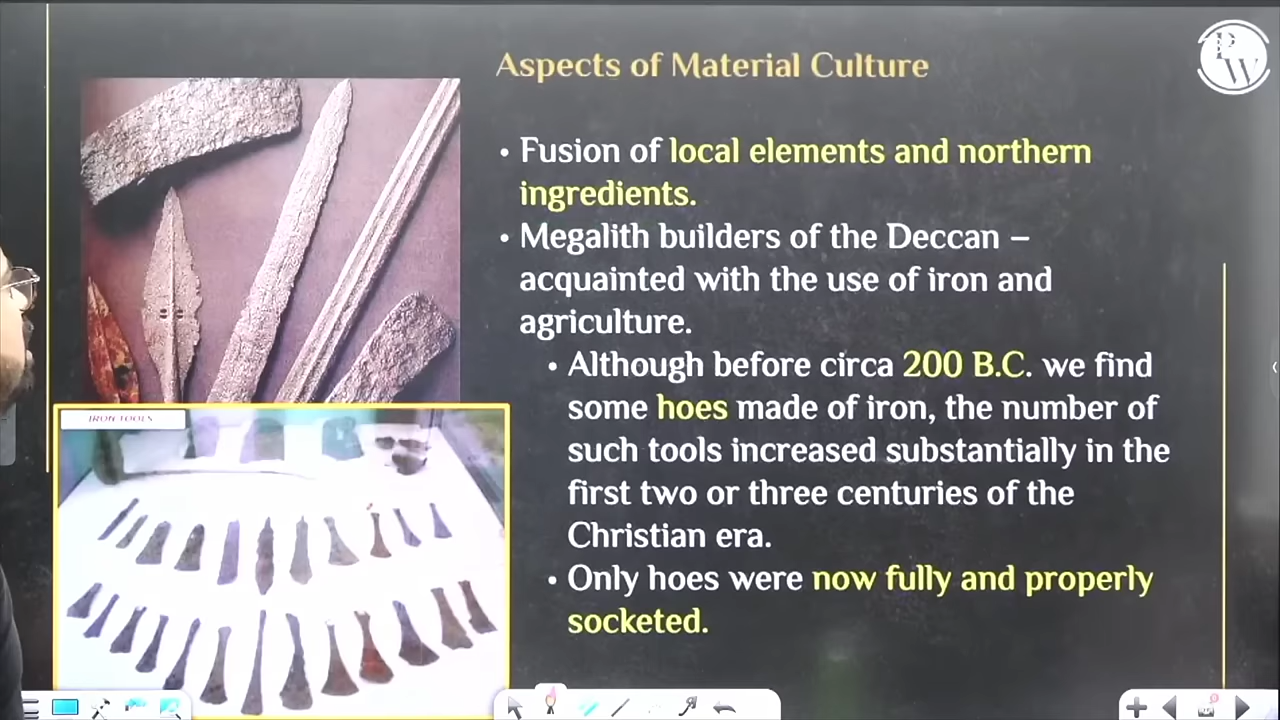 Aspects of Material Culture
PW
• Fusion of local elements and northern
ingredients.
• Megalith builders of the Deccan –
acquainted with the use of iron and
agriculture.
• Although before circa 200 B.C. we find
some hoes made of iron, the number of
such tools increased substantially in the
first two or three centuries of the
Christian era.
• Only hoes were now fully and properly
socketed.
IRON TOOLS